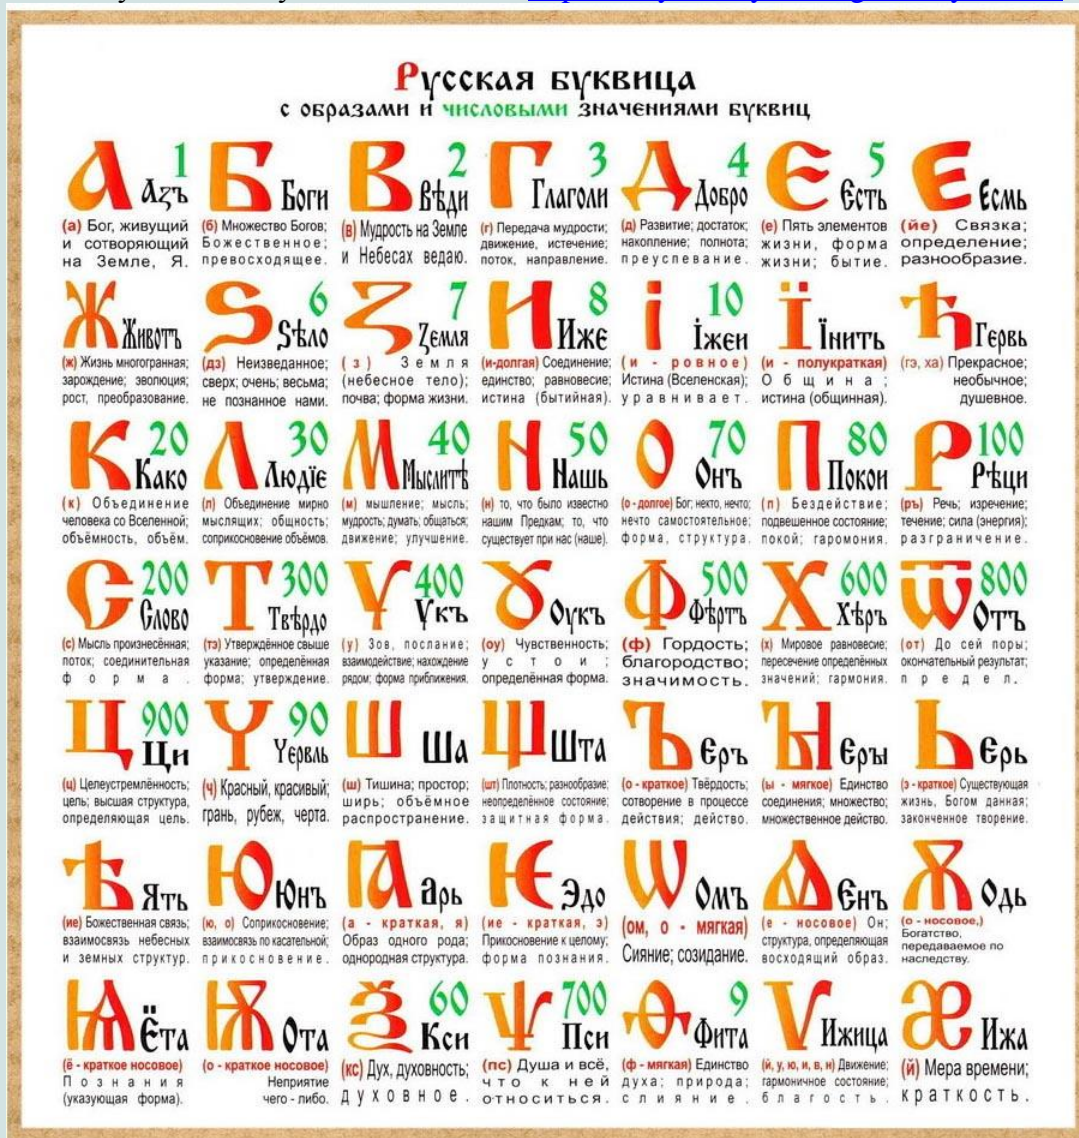 Русская буквица
с образами и числовыми значениями буквиц
А 1 Азъ
(а) Бог, живущий
и сотворяющий
на Земле, Я.
Б Боги
(б) Множество Богов;
Божественное;
превосходящее.
В 2 Вѣди
(в) Мудрость на Земле
и Небесах ведаю.
Г 3 Глаголи
(г) Передача мудрости;
движение, истечение;
поток, направление.
Д 4 Добро
(д) Развитие; достаток;
накопление; полнота;
преуспевание.
Є 5 Єсть
(е) Пять элементов
жизни, форма
жизни; бытие.
Е Есмь
(йе) Связка;
определение;
разнообразие.
Ж Животъ
(ж) Жизнь многогранная;
зарождение; эволюция;
рост, преобразование.
Ѕ 6 Ѕѣло
(дз) Неизведанное;
сверх; очень; весьма;
не познанное нами.
З 7 Земля
(з) Земля
(небесное тело);
почва; форма жизни.
И 8 Иже
(и-долгая) Соединение;
единство; равновесие;
истина (бытийная).
і 10 Іжеи
(и - ровное)
Истина (Вселенская);
уравнивает.
Ї Їнить
(и - полукраткая)
Община;
истина (общинная).
Ћ Гервь
(гэ, ха) Прекрасное;
необычное;
душевное.
К 20 Како
(к) Объединение
человека со Вселенной;
объёмность, объём.
Л 30 Людїе
(л) Объединение мирно
мыслящих; общность;
соприкосновение объёмов.
М 40 Мыслитѣ
(м) мышление; мысль;
мудрость; думать; общаться;
движение; улучшение.
Н 50 Нашь
(н) то, что было известно
нашим Предкам; то, что
существует при нас (наше).
О 70 Онъ
(о - долгое) Бог; некто, нечто;
нечто самостоятельное;
форма, структура.
П 80 Покои
(п) Бездействие;
подвешенное состояние;
покой; гаромония.
Р 100 Рѣци
(ръ) Речь; изречение;
течение; сила (энергия);
разграничение.
С 200 Слово
(с) Мысль произнесённая;
поток; соединительная
форма.
Т 300 Твѣрдо
(тэ) Утверждённое свыше
указание; определённая
форма; утверждение.
Ѵ 400 Ѵкъ
(у) Зов, послание;
взаимодействие; нахождение
рядом; форма приближения.
Ȣ Оукъ
(оу) Чувственность;
устои;
определённая форма.
Ф 500 Фѣртъ
(ф) Гордость;
благородство;
значимость.
Х 600 Хѣръ
(х) Мировое равновесие;
пересечение определённых
значений; гармония.
Ѿ 800 Отъ
(от) До сей поры;
окончательный результат;
предел.
Ц 900 Ци
(ц) Целеустремлённость;
цель; высшая структура,
определяющая цель.
Ч 90 Червль
(ч) Красный, красивый;
грань, рубеж, черта.
Ш Ша
(ш) Тишина; простор;
ширь; объёмное
распространение.
Щ Шта
(шт) Плотность; разнообразие;
неопределённое состояние;
защитная форма.
Ъ Єръ
(о - краткое) Твёрдость;
сотворение в процессе
действия; действо.
Ъı Єры
(ы - мягкое) Единство
соединения; множество;
множественное действо.
Ь Єрь
(э - краткое) Существующая
жизнь, Богом данная;
законченное творение.
Ѣ Ять
(ие) Божественная связь;
взаимосвязь небесных
и земных структур.
Ю Юнъ
(ю, о) Соприкосновение;
взаимосвязь по касательной;
прикосновение.
Ꙗ Арь
(а - краткая, я)
Образ одного рода;
однородная структура.
Ѥ Эдо
(ие - краткая, э)
Прикосновение к целому;
форма познания.
Ѡ Омъ
(ом, о - мягкая)
Сияние; созидание.
Ѧ Єнъ
(е - носовое) Он;
структура, определяющая
восходящий образ.
Ѫ Одь
(о - носовое,)
Богатство,
передаваемое по
наследству.
Ѩ Ёта
(ё - краткое носовое)
Познания
(указующая форма).
Ѭ Ота
(о - краткое носовое)
Неприятие
чего - либо.
Ѯ 60 Кси
(кс) Дух, духовность;
духовное.
Ѱ 700 Пси
(пс) Душа и всё,
что к ней
относиться.
Ѳ 9 Фита
(ф - мягкая) Единство
духа; природа;
слияние.
Ѵ Ижица
(й, у, ю, и, в, н) Движение;
гармоничное состояние;
благость.
Æ Ижа
(й) Мера времени;
краткость.